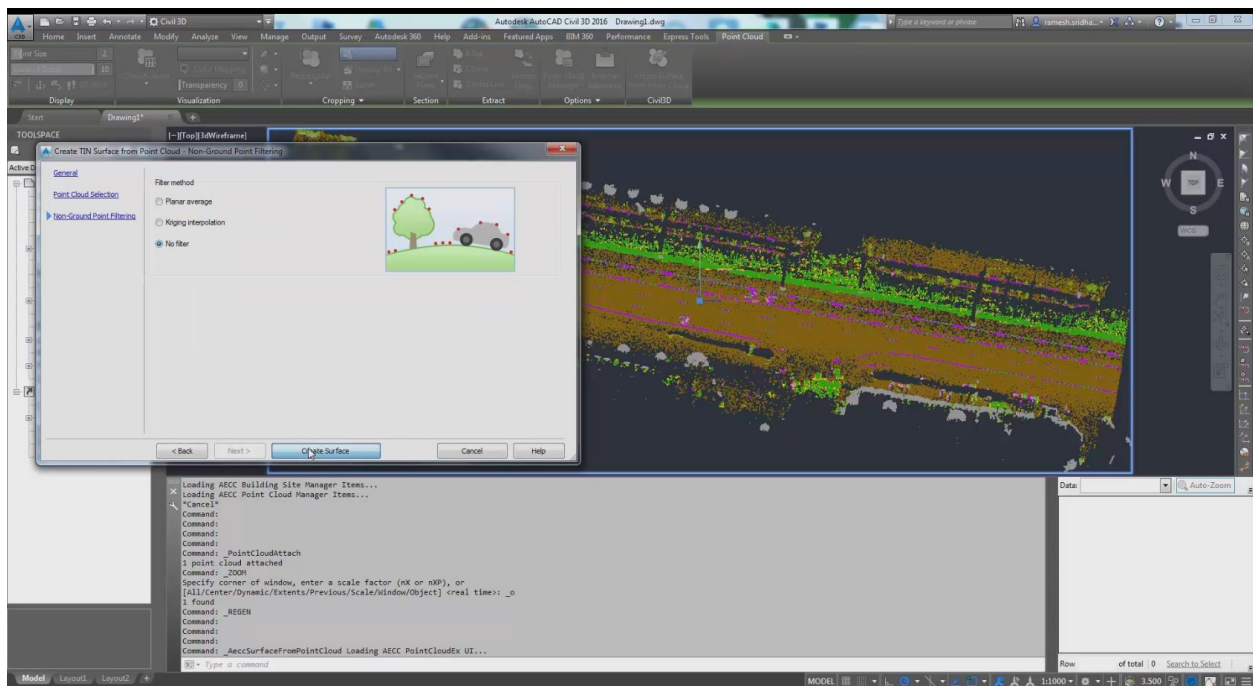 Civil 3D
Autodesk AutoCAD Civil 3D 2016 Drawing1.dwg
Type a keyword or phrase
ramesh.sridha...
C3D
Home Insert Annotate Modify Analyze View Manage Output Survey Autodesk 360 Help Add-ins Featured Apps BIM 360 Performance Express Tools Point Cloud
Transparency 0
Display Visualization Cropping Section Extract Options Civil3D
Start Drawing1* +
TOOLSPACE
[-][Top][3dWireframe]
Create TIN Surface from Point Cloud - Non-Ground Point Filtering
Active D
General
Point Cloud Selection
Non-Ground Point Filtering
Filter method
Planar average
Kriging interpolation
No filter
< Back Next > Create Surface Cancel Help
N
W TOP E
S
WCS
Loading AECC Building Site Manager Items...
Loading AECC Point Cloud Manager Items...
*Cancel*
Command:
Command:
Command:
Command:
Command: _PointCloudAttach
1 point cloud attached
Command: _ZOOM
Specify corner of window, enter a scale factor (nX or nXP), or
[All/Center/Dynamic/Extents/Previous/Scale/Window/Object] <real time>: _o
1 found
Command: _REGEN
Command:
Command:
Command:
Command: _AeccSurfaceFromPointCloud Loading AECC PointCloudEx UI...
Type a command
Data: Auto-Zoom
Row of total 0 Search to Select
Model Layout1 Layout2 +
MODEL 1:1000 3.500